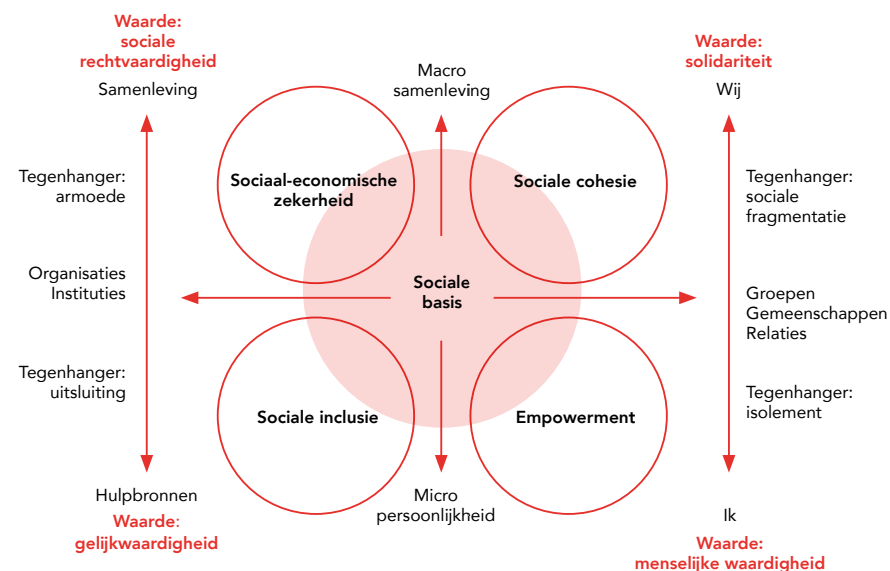 Waarde:
sociale
rechtvaardigheid
Samenleving
Macro
samenleving
Waarde:
solidariteit
Wij
Tegenhanger:
armoede
Sociaal-economische
zekerheid
Sociale cohesie
Tegenhanger:
sociale
fragmentatie
Organisaties
Instituties
Sociale
basis
Groepen
Gemeenschappen
Relaties
Tegenhanger:
uitsluiting
Sociale inclusie
Empowerment
Tegenhanger:
isolement
Hulpbronnen
Waarde:
gelijkwaardigheid
Micro
persoonlijkheid
Ik
Waarde:
menselijke waardigheid